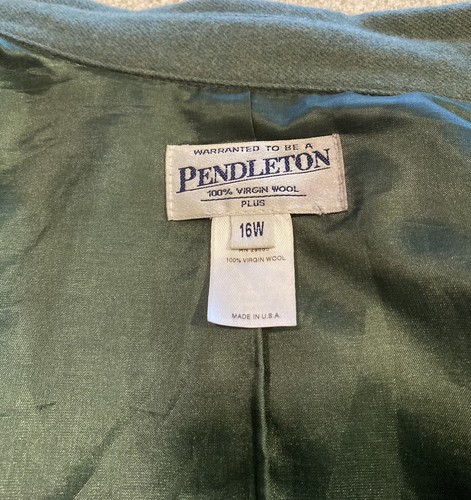 WARRANTED TO BE A
PENDLETON
100% VIRGIN WOOL
PLUS
16W
100% VIRGIN WOOL
MADE IN U.S.A.